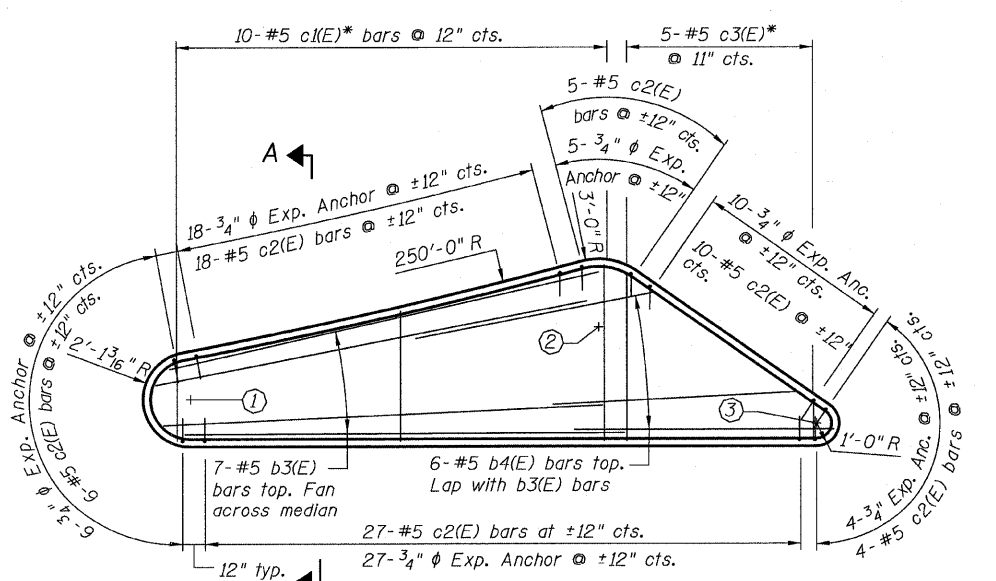 10-#5 c1(E)* bars @ 12" cts.
5-#5 c3(E)*
@ 11" cts.
5-#5 c2(E)
bars @ ±12" cts.
5-3/4" ϕ Exp.
Anchor @ ±12"
A
3'-0" R
18-3/4" ϕ Exp. Anchor @ ±12" cts.
18-#5 c2(E) bars @ ±12" cts.
250'-0" R
10-3/4" ϕ Exp. Anc.
@ ±12" cts.
10-#5 c2(E) @ ±12"
cts.
6-3/4" ϕ Exp. Anchor @ ±12" cts.
6-#5 c2(E) bars @ ±12" cts.
2'-1 3/16" R
1
2
3
1'-0" R
4-3/4" Exp. Anc. @ ±12" cts.
4-#5 c2(E) bars @ ±12" cts.
7-#5 b3(E)
bars top. Fan
across median
6-#5 b4(E) bars top.
Lap with b3(E) bars
27-#5 c2(E) bars at ±12" cts.
27-3/4" ϕ Exp. Anchor @ ±12" cts.
12" typ.